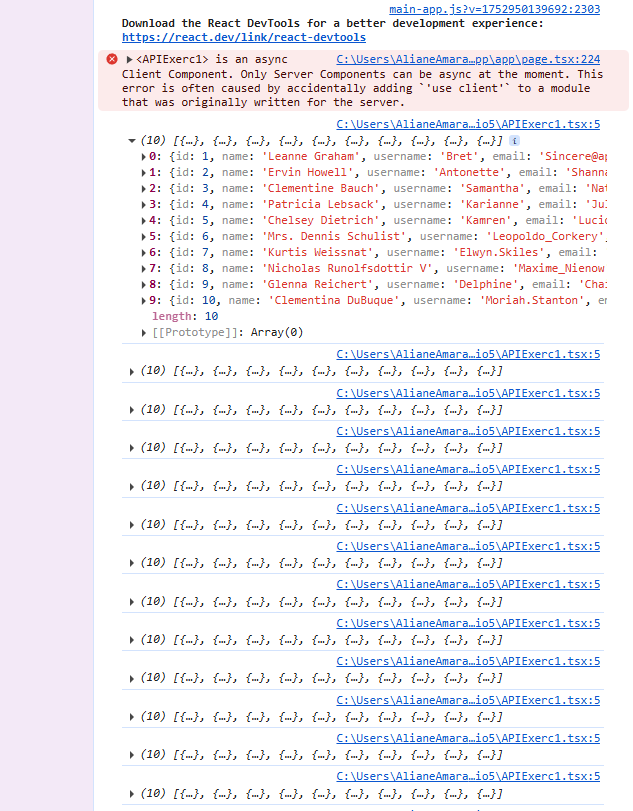 main-app.js?v=1752950139692:2303
Download the React DevTools for a better development experience:
https://react.dev/link/react-devtools
<APIExerc1> is an async C:\Users\AlianeAmara…pp\app\page.tsx:224
Client Component. Only Server Components can be async at the moment. This
error is often caused by accidentally adding `'use client'` to a module
that was originally written for the server.
C:\Users\AlianeAmara…io5\APIExerc1.tsx:5
(10) [{…}, {…}, {…}, {…}, {…}, {…}, {…}, {…}, {…}, {…}] i
0: {id: 1, name: 'Leanne Graham', username: 'Bret', email: 'Sincere@ap
1: {id: 2, name: 'Ervin Howell', username: 'Antonette', email: 'Shanna
2: {id: 3, name: 'Clementine Bauch', username: 'Samantha', email: 'Nat
3: {id: 4, name: 'Patricia Lebsack', username: 'Karianne', email: 'Jul
4: {id: 5, name: 'Chelsey Dietrich', username: 'Kamren', email: 'Lucio
5: {id: 6, name: 'Mrs. Dennis Schulist', username: 'Leopoldo_Corkery',
6: {id: 7, name: 'Kurtis Weissnat', username: 'Elwyn.Skiles', email:
7: {id: 8, name: 'Nicholas Runolfsdottir V', username: 'Maxime_Nienow
8: {id: 9, name: 'Glenna Reichert', username: 'Delphine', email: 'Chai
9: {id: 10, name: 'Clementina DuBuque', username: 'Moriah.Stanton', em
length: 10
[[Prototype]]: Array(0)
C:\Users\AlianeAmara…io5\APIExerc1.tsx:5
(10) [{…}, {…}, {…}, {…}, {…}, {…}, {…}, {…}, {…}, {…}]
C:\Users\AlianeAmara…io5\APIExerc1.tsx:5
(10) [{…}, {…}, {…}, {…}, {…}, {…}, {…}, {…}, {…}, {…}]
C:\Users\AlianeAmara…io5\APIExerc1.tsx:5
(10) [{…}, {…}, {…}, {…}, {…}, {…}, {…}, {…}, {…}, {…}]
C:\Users\AlianeAmara…io5\APIExerc1.tsx:5
(10) [{…}, {…}, {…}, {…}, {…}, {…}, {…}, {…}, {…}, {…}]
C:\Users\AlianeAmara…io5\APIExerc1.tsx:5
(10) [{…}, {…}, {…}, {…}, {…}, {…}, {…}, {…}, {…}, {…}]
C:\Users\AlianeAmara…io5\APIExerc1.tsx:5
(10) [{…}, {…}, {…}, {…}, {…}, {…}, {…}, {…}, {…}, {…}]
C:\Users\AlianeAmara…io5\APIExerc1.tsx:5
(10) [{…}, {…}, {…}, {…}, {…}, {…}, {…}, {…}, {…}, {…}]
C:\Users\AlianeAmara…io5\APIExerc1.tsx:5
(10) [{…}, {…}, {…}, {…}, {…}, {…}, {…}, {…}, {…}, {…}]
C:\Users\AlianeAmara…io5\APIExerc1.tsx:5
(10) [{…}, {…}, {…}, {…}, {…}, {…}, {…}, {…}, {…}, {…}]
C:\Users\AlianeAmara…io5\APIExerc1.tsx:5
(10) [{…}, {…}, {…}, {…}, {…}, {…}, {…}, {…}, {…}, {…}]
C:\Users\AlianeAmara…io5\APIExerc1.tsx:5
(10) [{…}, {…}, {…}, {…}, {…}, {…}, {…}, {…}, {…}, {…}]
C:\Users\AlianeAmara…io5\APIExerc1.tsx:5
(10) [{…}, {…}, {…}, {…}, {…}, {…}, {…}, {…}, {…}, {…}]